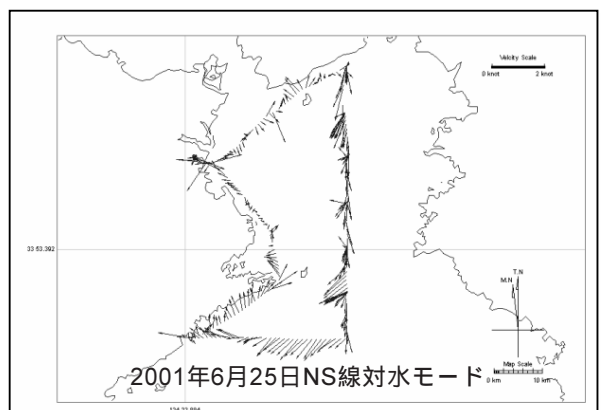 Velocity Scale
0 knot 2 knot
33 53.392
T.N
M.N
2001年6月25日NS線対水モード
Map Scale
0 km 10 km